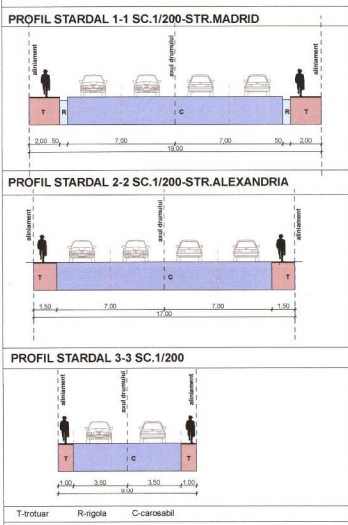 PROFIL STARDAL 1-1 SC.1/200-STR.MADRID
aliniament
axul drumului
aliniament
T R C R T
2,00 50 7,00 7,00 50 2,00
19,00
PROFIL STARDAL 2-2 SC.1/200-STR.ALEXANDRIA
aliniament
axul drumului
aliniament
T C T
1,50 7,00 7,00 1,50
17,00
PROFIL STARDAL 3-3 SC.1/200
aliniament
axul drumului
aliniament
T C T
1,00 3,50 3,50 1,00
9,00
T-trotuar R-rigola C-carosabil